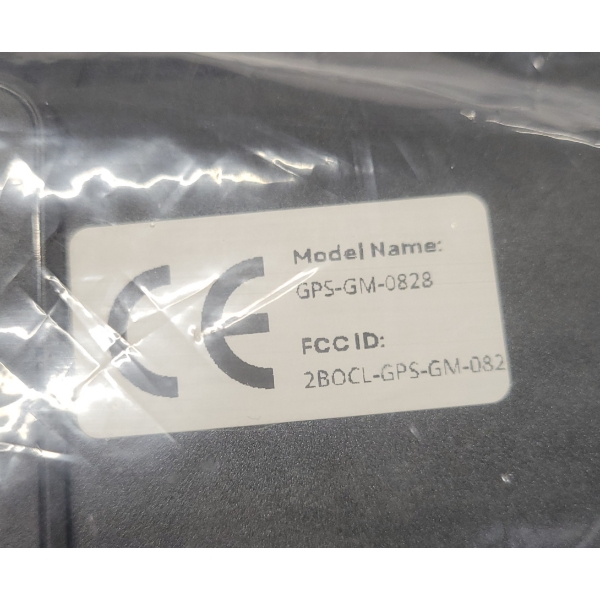 CE
Model Name:
GPS-GM-0828
FCC ID:
2BOCL-GPS-GM-082